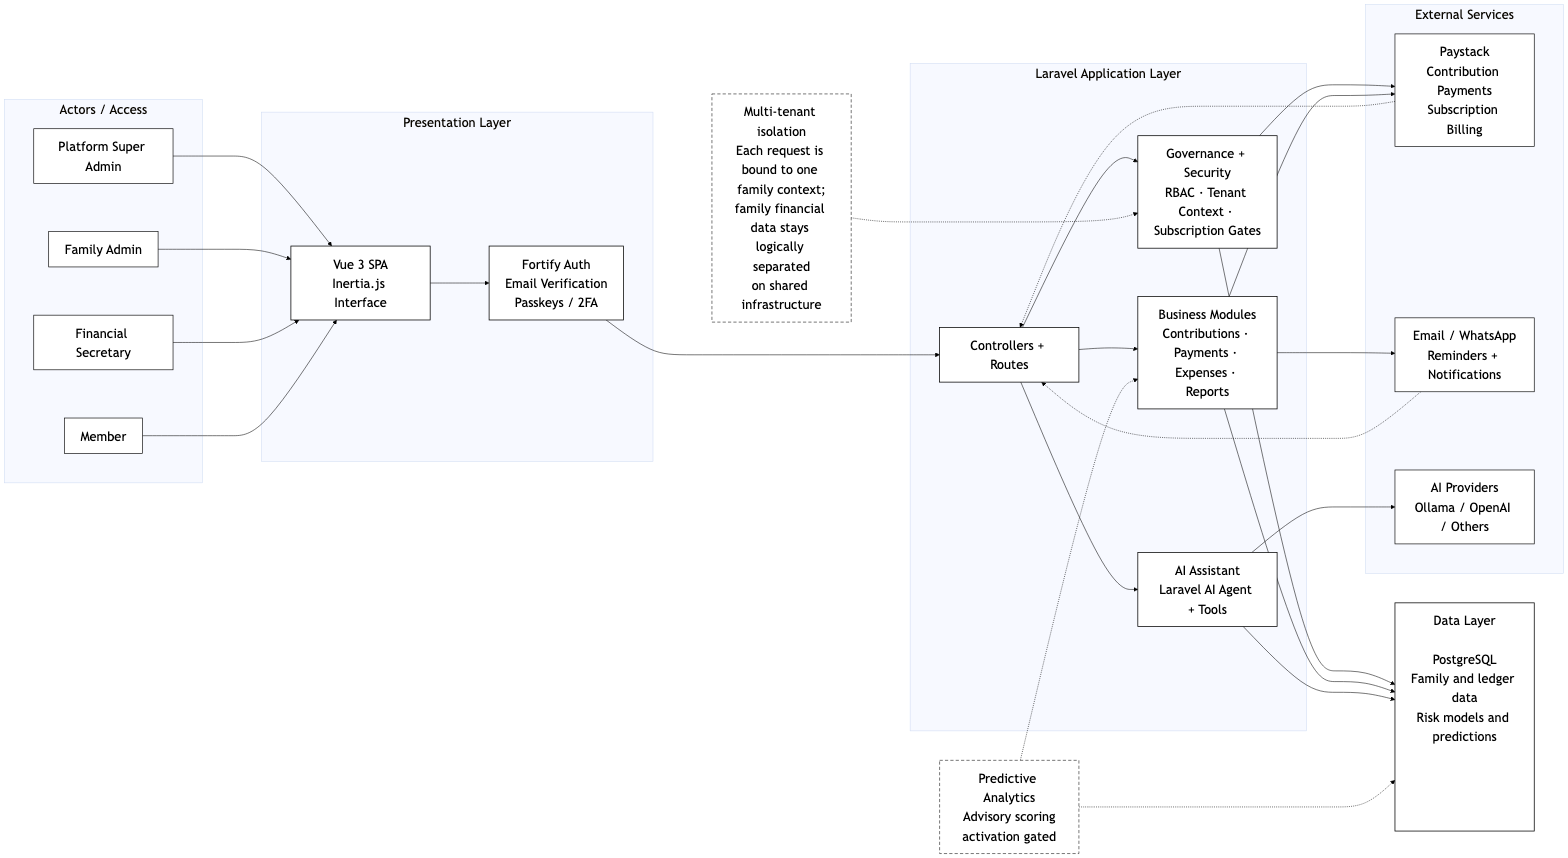 Actors / Access
Platform Super
Admin
Family Admin
Financial
Secretary
Member
Presentation Layer
Vue 3 SPA
Inertia.js
Interface
Fortify Auth
Email Verification
Passkeys / 2FA
Multi-tenant
isolation
Each request is
bound to one
family context;
family financial
data stays
logically
separated
on shared
infrastructure
Laravel Application Layer
Controllers +
Routes
Governance +
Security
RBAC · Tenant
Context ·
Subscription Gates
Business Modules
Contributions ·
Payments ·
Expenses ·
Reports
AI Assistant
Laravel AI Agent
+ Tools
Predictive
Analytics
Advisory scoring
activation gated
External Services
Paystack
Contribution
Payments
Subscription
Billing
Email / WhatsApp
Reminders +
Notifications
AI Providers
Ollama / OpenAI
/ Others
Data Layer
PostgreSQL
Family and ledger
data
Risk models and
predictions